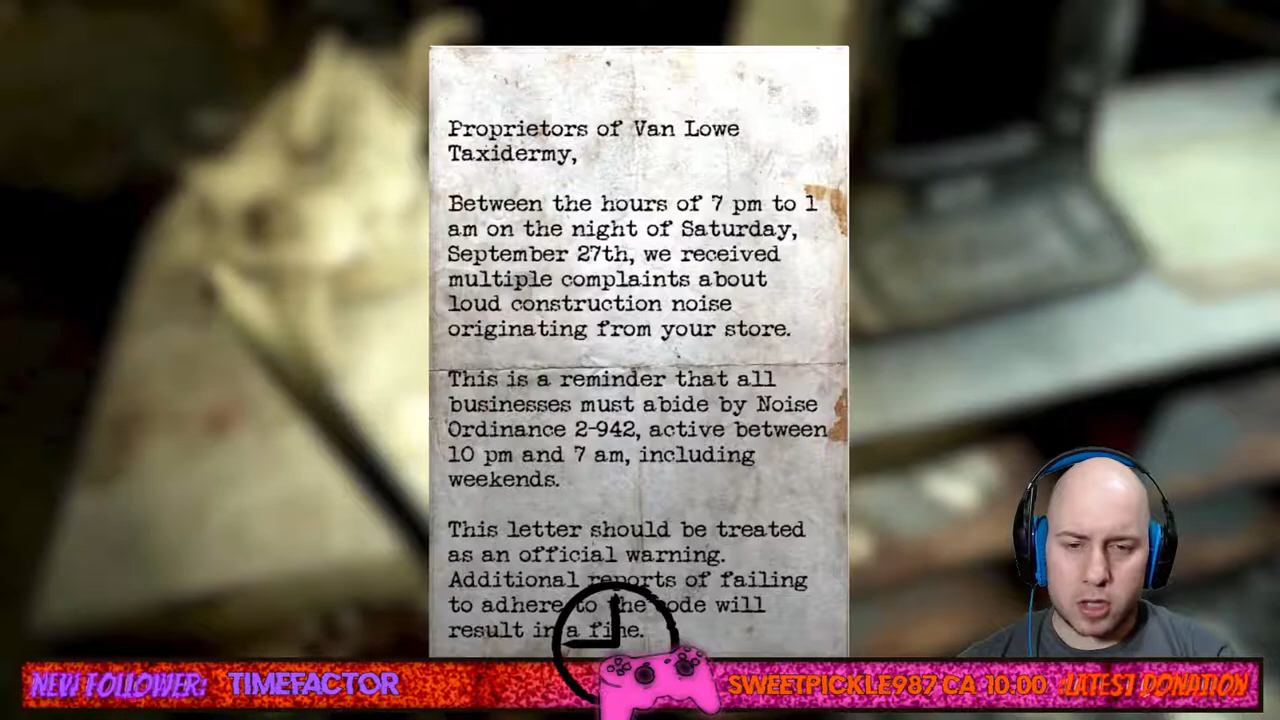 Proprietors of Van Lowe
Taxidermy,
Between the hours of 7 pm to 1
am on the night of Saturday,
September 27th, we received
multiple complaints about
loud construction noise
originating from your store.
This is a reminder that all
businesses must abide by Noise
Ordinance 2-942, active between
10 pm and 7 am, including
weekends.
This letter should be treated
as an official warning.
Additional reports of failing
to adhere to the code will
result in a fine.
NEW FOLLOWER: TIMEFACTOR
SWEETPICKLE987 CA 10.00 :LATEST DONATION